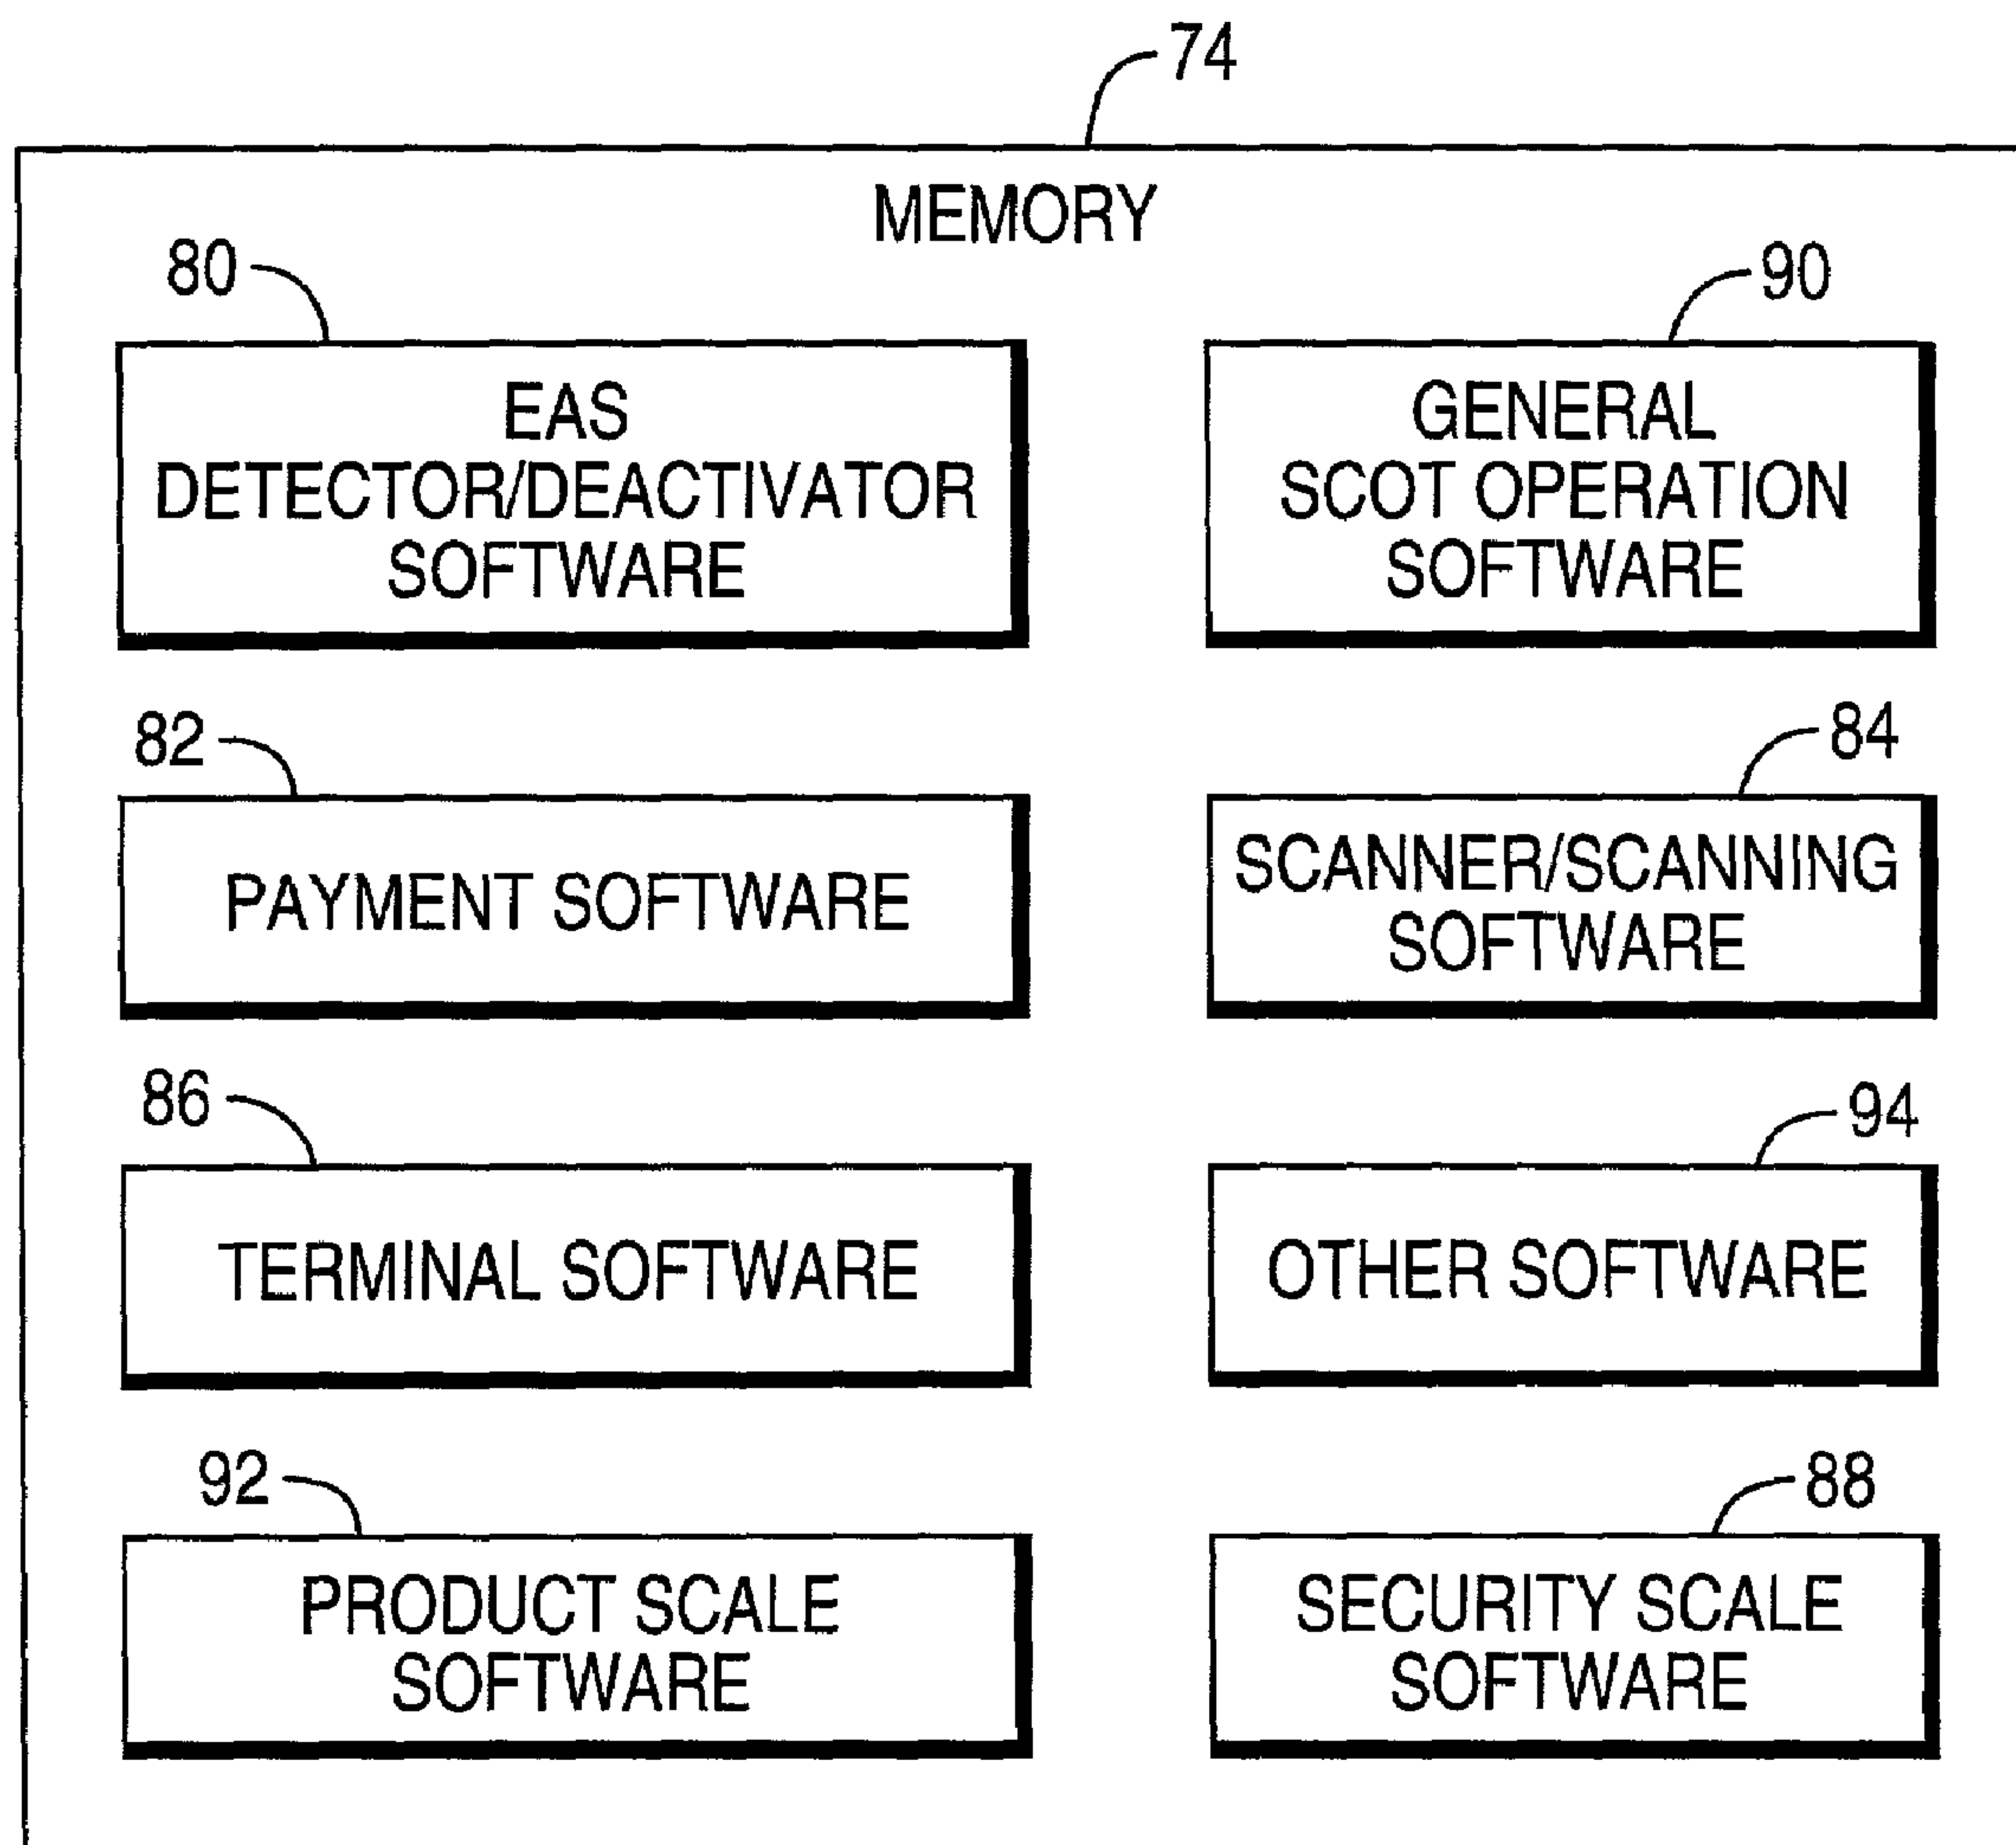 74
MEMORY
80
90
EAS
DETECTOR/DEACTIVATOR
SOFTWARE
GENERAL
SCOT OPERATION
SOFTWARE
82
84
PAYMENT SOFTWARE
SCANNER/SCANNING
SOFTWARE
86
94
TERMINAL SOFTWARE
OTHER SOFTWARE
92
88
PRODUCT SCALE
SOFTWARE
SECURITY SCALE
SOFTWARE